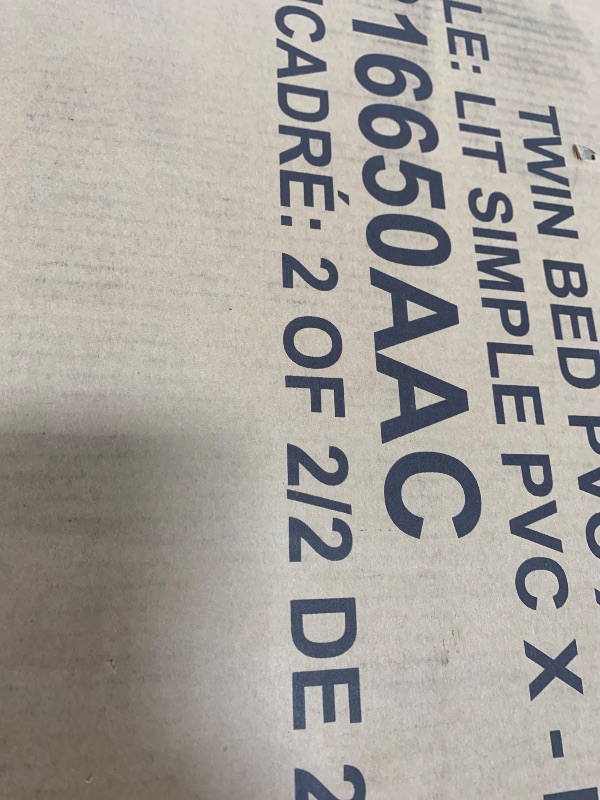 TWIN BED PVC
LE: LIT SIMPLE PVC X -
16650AAC
CADRÉ: 2 OF 2/2 DE 2